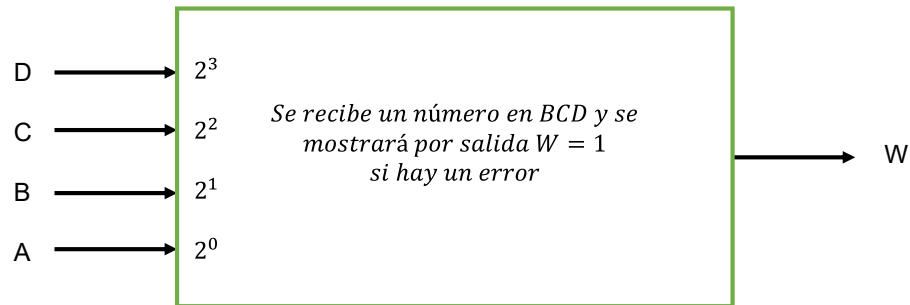 D
2³
C
2²
B
2¹
A
2⁰
Se recibe un número en BCD y se
mostrará por salida W = 1
si hay un error
W